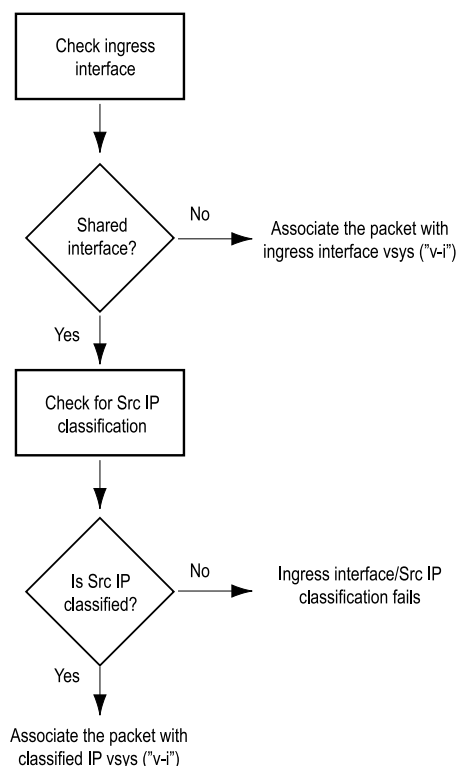 Check ingress
interface
Shared
interface?
No
Associate the packet with
ingress interface vsys ("v-i")
Yes
Check for Src IP
classification
Is Src IP
classified?
No
Ingress interface/Src IP
classification fails
Yes
Associate the packet with
classified IP vsys ("v-i")